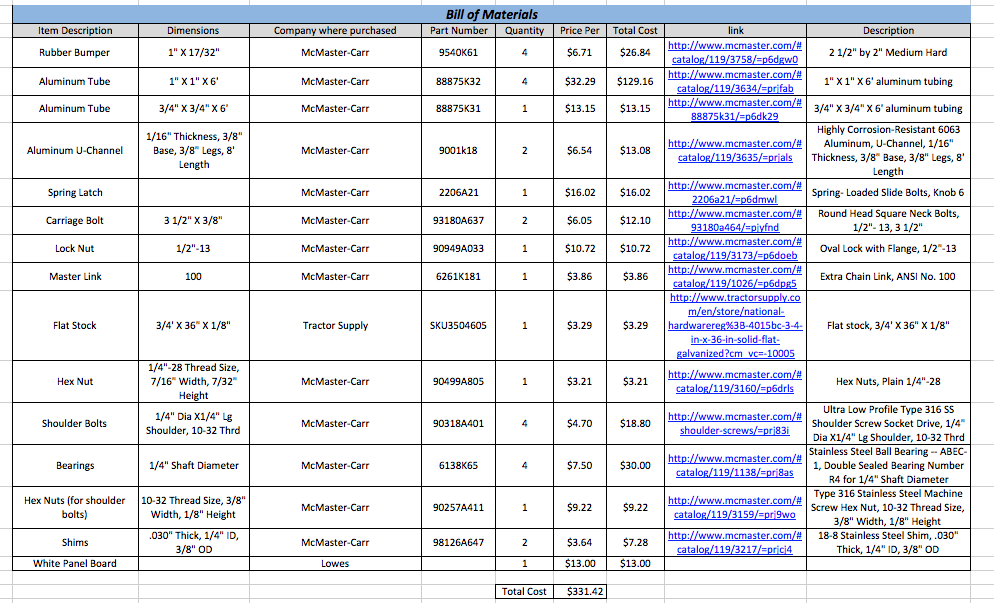 Bill of Materials
Item Description Dimensions Company where purchased Part Number Quantity Price Per Total Cost link Description
Rubber Bumper 1" X 17/32" McMaster-Carr 9540K61 4 $6.71 $26.84 http://www.mcmaster.com/# catalog/119/3758/=p6dgw0 2 1/2" by 2" Medium Hard
Aluminum Tube 1" X 1" X 6' McMaster-Carr 88875K32 4 $32.29 $129.16 http://www.mcmaster.com/# catalog/119/3634/=prjfab 1" X 1" X 6' aluminum tubing
Aluminum Tube 3/4" X 3/4" X 6' McMaster-Carr 88875K31 1 $13.15 $13.15 http://www.mcmaster.com/# 88875k31/=p6dk29 3/4" X 3/4" X 6' aluminum tubing
Aluminum U-Channel 1/16" Thickness, 3/8" Base, 3/8" Legs, 8' Length McMaster-Carr 9001k18 2 $6.54 $13.08 http://www.mcmaster.com/# catalog/119/3635/=prjals Highly Corrosion-Resistant 6063 Aluminum, U-Channel, 1/16" Thickness, 3/8" Base, 3/8" Legs, 8' Length
Spring Latch McMaster-Carr 2206A21 1 $16.02 $16.02 http://www.mcmaster.com/# 2206a21/=p6dmwl Spring- Loaded Slide Bolts, Knob 6
Carriage Bolt 3 1/2" X 3/8" McMaster-Carr 93180A637 2 $6.05 $12.10 http://www.mcmaster.com/# 93180a464/=pjyfnd Round Head Square Neck Bolts, 1/2"- 13, 3 1/2"
Lock Nut 1/2"-13 McMaster-Carr 90949A033 1 $10.72 $10.72 http://www.mcmaster.com/# catalog/119/3173/=p6doeb Oval Lock with Flange, 1/2"-13
Master Link 100 McMaster-Carr 6261K181 1 $3.86 $3.86 http://www.mcmaster.com/# catalog/119/1026/=p6dpg5 Extra Chain Link, ANSI No. 100
Flat Stock 3/4' X 36" X 1/8" Tractor Supply SKU3504605 1 $3.29 $3.29 http://www.tractorsupply.co m/en/store/national- hardwarereg%3B-4015bc-3-4- in-x-36-in-solid-flat- galvanized?cm_vc=-10005 Flat stock, 3/4' X 36" X 1/8"
Hex Nut 1/4"-28 Thread Size, 7/16" Width, 7/32" Height McMaster-Carr 90499A805 1 $3.21 $3.21 http://www.mcmaster.com/# catalog/119/3160/=p6drls Hex Nuts, Plain 1/4"-28
Shoulder Bolts 1/4" Dia X1/4" Lg Shoulder, 10-32 Thrd McMaster-Carr 90318A401 4 $4.70 $18.80 http://www.mcmaster.com/# shoulder-screws/=prj83i Ultra Low Profile Type 316 SS Shoulder Screw Socket Drive, 1/4" Dia X1/4" Lg Shoulder, 10-32 Thrd
Bearings 1/4" Shaft Diameter McMaster-Carr 6138K65 4 $7.50 $30.00 http://www.mcmaster.com/# catalog/119/1138/=prj8as Stainless Steel Ball Bearing -- ABEC- 1, Double Sealed Bearing Number R4 for 1/4" Shaft Diameter
Hex Nuts (for shoulder bolts) 10-32 Thread Size, 3/8" Width, 1/8" Height McMaster-Carr 90257A411 1 $9.22 $9.22 http://www.mcmaster.com/# catalog/119/3159/=prj9wo Type 316 Stainless Steel Machine Screw Hex Nut, 10-32 Thread Size, 3/8" Width, 1/8" Height
Shims .030" Thick, 1/4" ID, 3/8" OD McMaster-Carr 98126A647 2 $3.64 $7.28 http://www.mcmaster.com/# catalog/119/3217/=prjcj4 18-8 Stainless Steel Shim, .030" Thick, 1/4" ID, 3/8" OD
White Panel Board Lowes 1 $13.00 $13.00
Total Cost $331.42